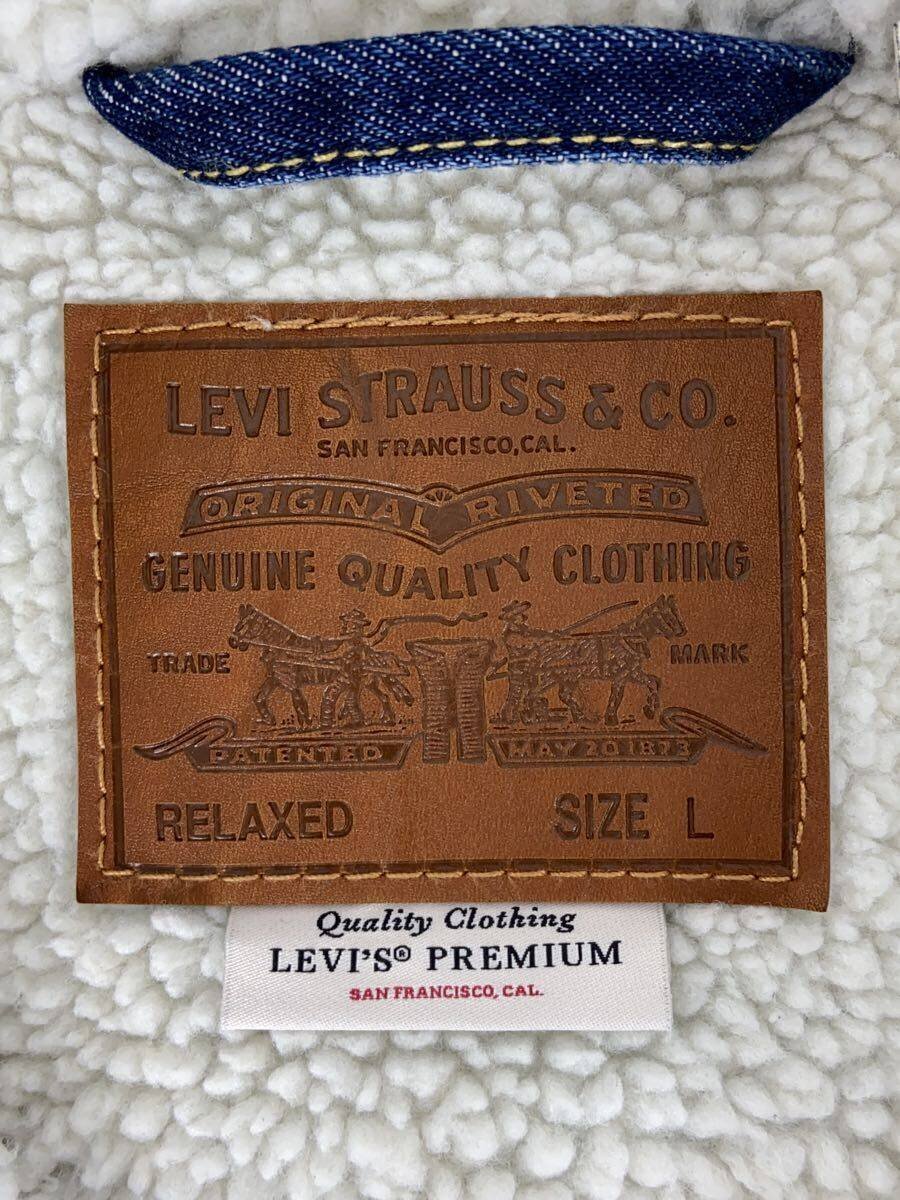 LEVI STRAUSS & CO.
SAN FRANCISCO, CAL.
ORIGINAL RIVETED
GENUINE QUALITY CLOTHING
TRADE MARK
PATENTED MAY 20 1873
RELAXED SIZE L
Quality Clothing
LEVI'S® PREMIUM
SAN FRANCISCO, CAL.